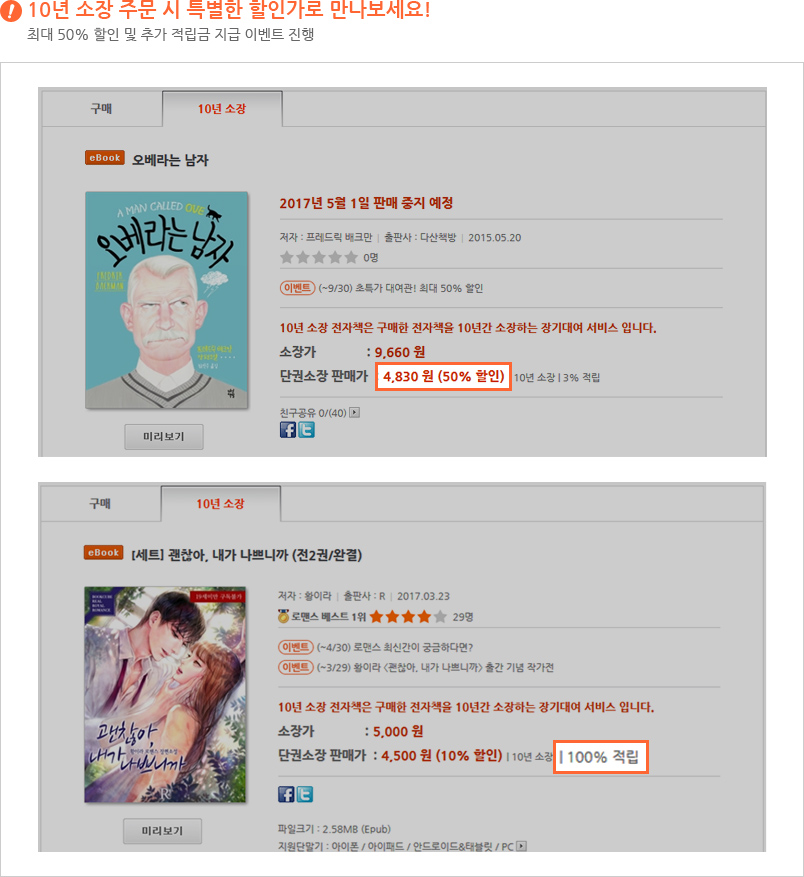 10년 소장 주문 시 특별한 할인가로 만나보세요!
최대 50% 할인 및 추가 적립금 지급 이벤트 진행
구매
10년 소장
eBook 오베라는 남자
A MAN CALLED OVE
오베라는 남자
FREDRIK
BACKMAN
2017년 5월 1일 판매 중지 예정
저자 : 프레드릭 배크만 | 출판사 : 다산책방 | 2015.05.20
0명
이벤트 (~9/30) 초특가 대여관! 최대 50% 할인
10년 소장 전자책은 구매한 전자책을 10년간 소장하는 장기대여 서비스 입니다.
소장가 : 9,660 원
단권소장 판매가 4,830 원 (50% 할인) 10년 소장 | 3% 적립
친구공유 0/(40)
미리보기
구매
10년 소장
eBook [세트] 괜찮아, 내가 나쁘니까 (전2권/완결)
19세미만 구독불가
괜찮아,
내가
나쁘니까
황이라 로맨스 장편소설
R
저자 : 황이라 | 출판사 : R | 2017.03.23
로맨스 베스트 1위 29명
이벤트 (~4/30) 로맨스 최신간이 궁금하다면?
이벤트 (~3/29) 황이라 <괜찮아, 내가 나쁘니까> 출간 기념 작가전
10년 소장 전자책은 구매한 전자책을 10년간 소장하는 장기대여 서비스 입니다.
소장가 : 5,000 원
단권소장 판매가 : 4,500 원 (10% 할인) | 10년 소장 | 100% 적립
미리보기
파일크기 : 2.58MB (Epub)
지원단말기 : 아이폰 / 아이패드 / 안드로이드&태블릿 / PC